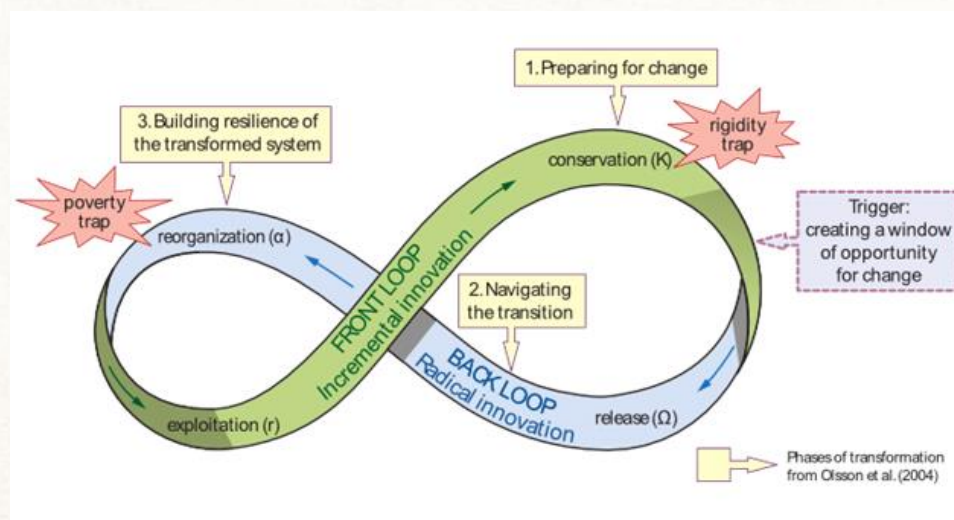 1. Preparing for change
rigidity
trap
3. Building resilience of
the transformed system
conservation (K)
poverty
trap
reorganization (α)
Trigger:
creating a window
of opportunity
for change
FRONT LOOP
Incremental innovation
2. Navigating
the transition
BACK LOOP
Radical innovation
exploitation (r)
release (Ω)
Phases of transformation
from Olsson et al. (2004)